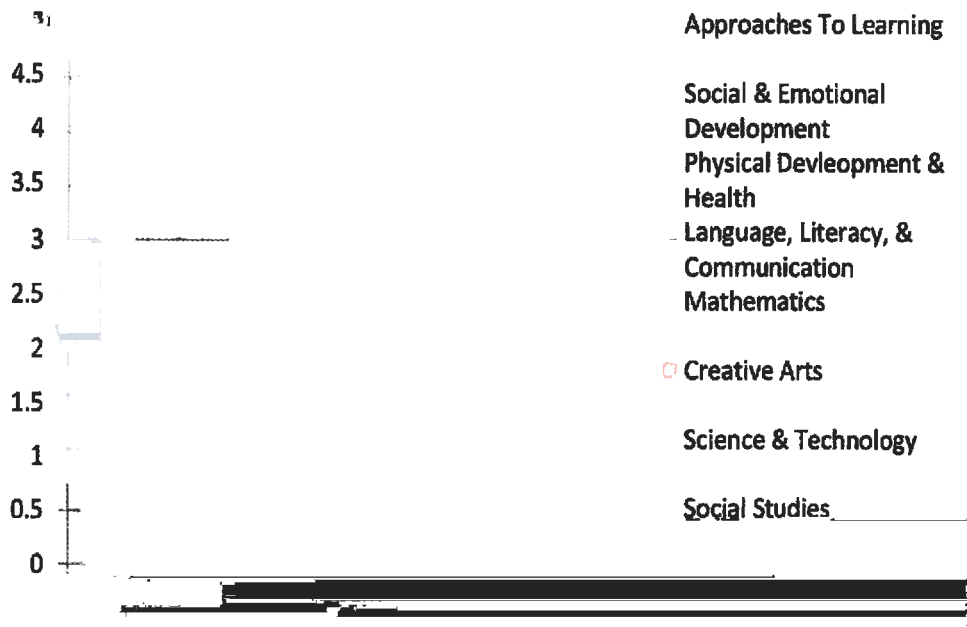 Approaches To Learning
4.5
Social & Emotional
4
Development
Physical Devleopment &
3.5
Health
3
Language, Literacy, &
Communication
2.5
Mathematics
2
Creative Arts
1.5
Science & Technology
1
0.5
Social Studies
0